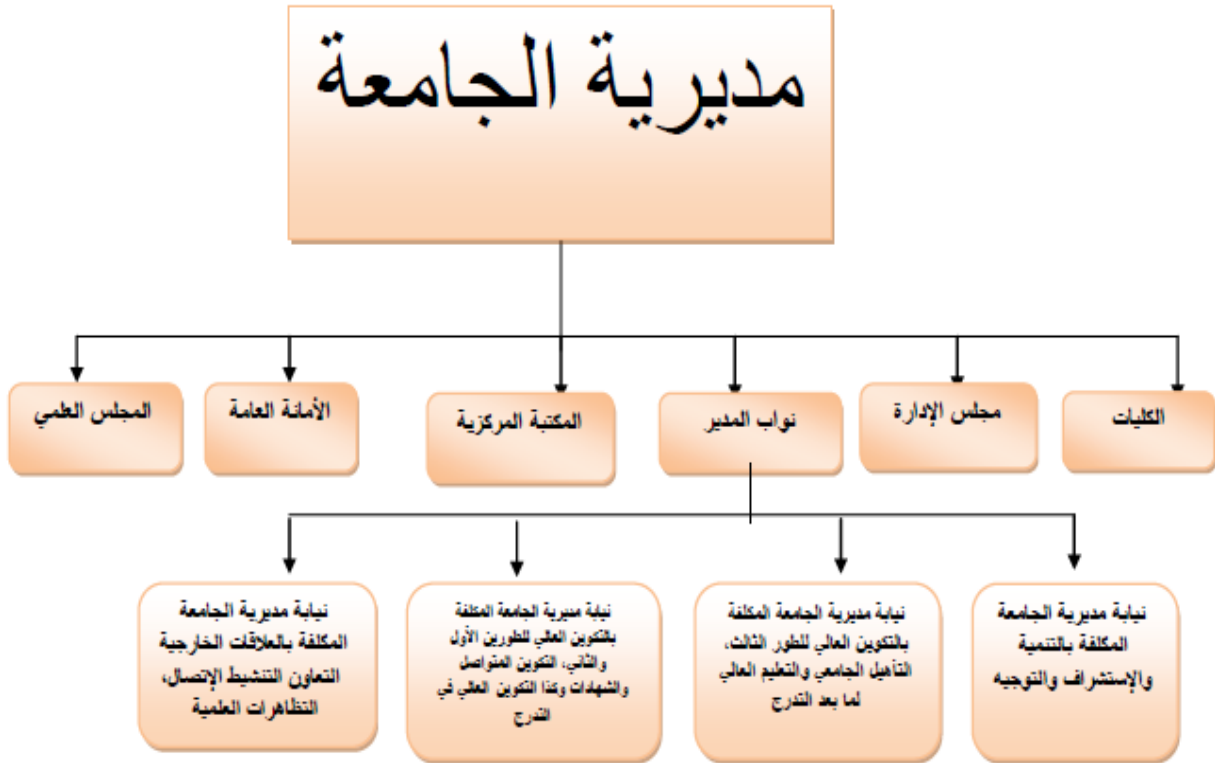 مديرية الجامعة
الكليات
مجلس الإدارة
نواب المدير
المكتبة المركزية
الأمانة العامة
المجلس العلمي
نيابة مديرية الجامعة
المكلفة بالتنمية
والإستشراف والتوجيه
نيابة مديرية الجامعة المكلفة
بالتكوين العالي للطور الثالث،
التأهيل الجامعي والتعليم العالي
لما بعد التدرج
نيابة مديرية الجامعة المكلفة
بالتكوين العالي للطورين الأول
والثاني، التكوين المتواصل
والشهادات وكذا التكوين العالي في
التدرج
نيابة مديرية الجامعة
المكلفة بالعلاقات الخارجية
التعاون التنشيط الإتصال،
التظاهرات العلمية